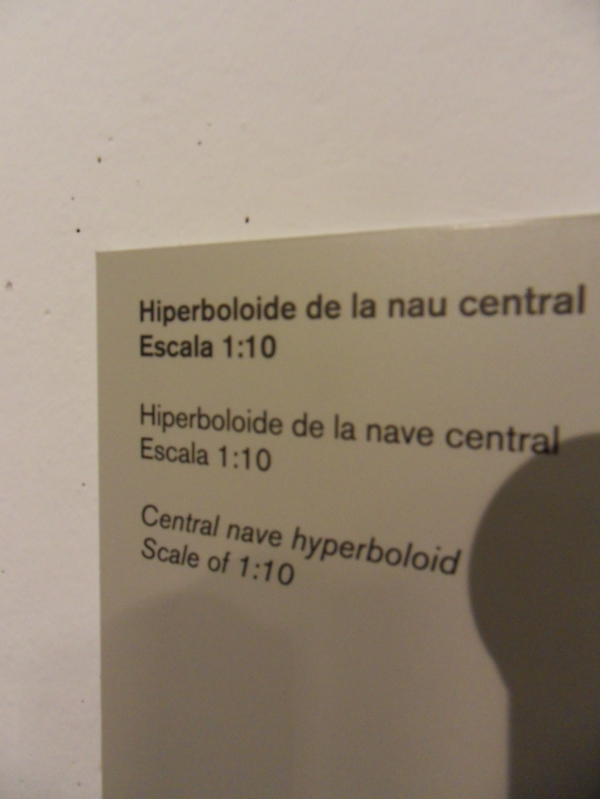 Hiperboloide de la nau central
Escala 1:10
Hiperboloide de la nave central
Escala 1:10
Central nave hyperboloid
Scale of 1:10